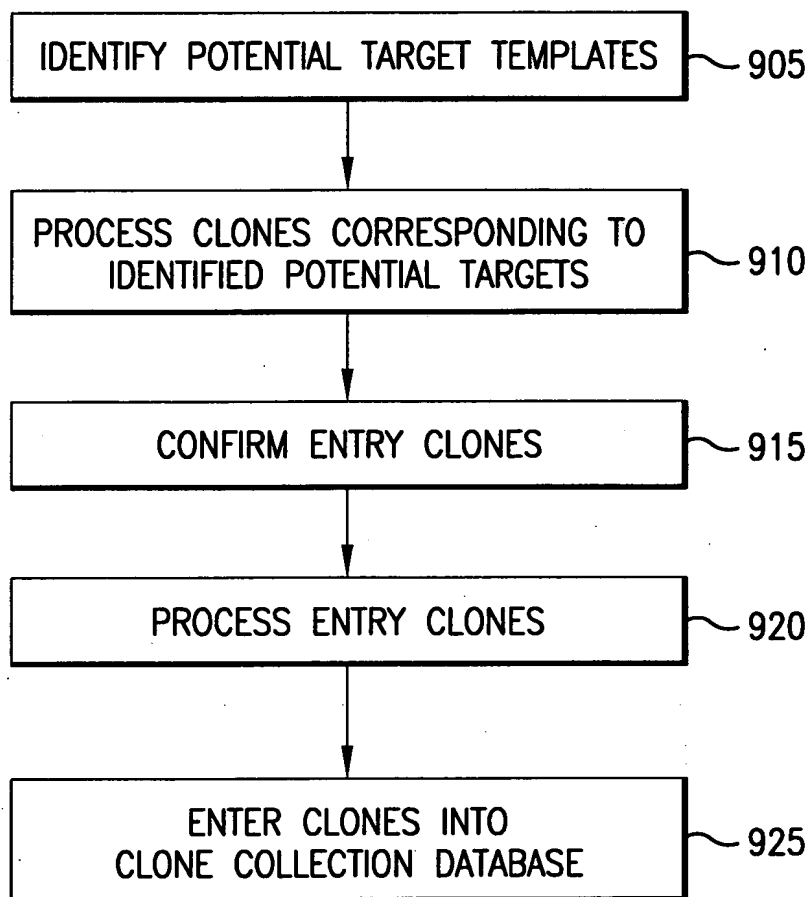 IDENTIFY POTENTIAL TARGET TEMPLATES
905
PROCESS CLONES CORRESPONDING TO
IDENTIFIED POTENTIAL TARGETS
910
CONFIRM ENTRY CLONES
915
PROCESS ENTRY CLONES
920
ENTER CLONES INTO
CLONE COLLECTION DATABASE
925